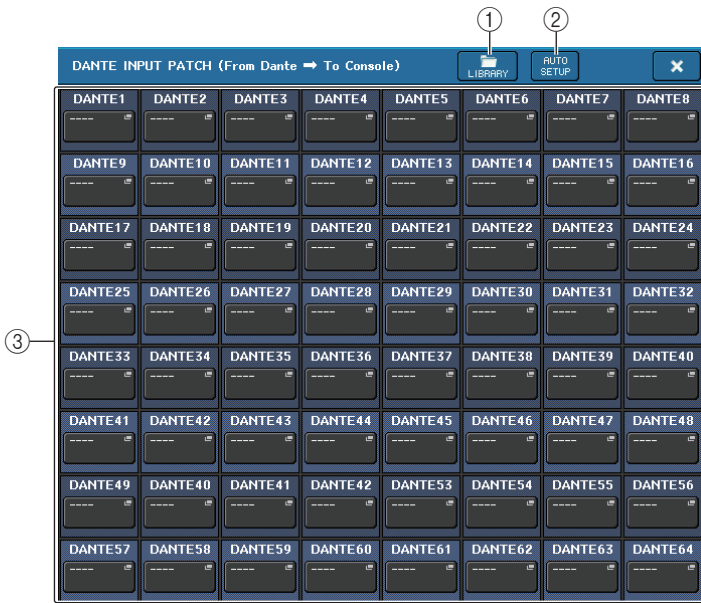 ① ②
DANTE INPUT PATCH (From Dante ➡ To Console) LIBRARY AUTO SETUP ×
DANTE1 DANTE2 DANTE3 DANTE4 DANTE5 DANTE6 DANTE7 DANTE8
---- ---- ---- ---- ---- ---- ---- ----
DANTE9 DANTE10 DANTE11 DANTE12 DANTE13 DANTE14 DANTE15 DANTE16
---- ---- ---- ---- ---- ---- ---- ----
DANTE17 DANTE18 DANTE19 DANTE20 DANTE21 DANTE22 DANTE23 DANTE24
---- ---- ---- ---- ---- ---- ---- ----
DANTE25 DANTE26 DANTE27 DANTE28 DANTE29 DANTE30 DANTE31 DANTE32
---- ---- ---- ---- ---- ---- ---- ----
③
DANTE33 DANTE34 DANTE35 DANTE36 DANTE37 DANTE38 DANTE39 DANTE40
---- ---- ---- ---- ---- ---- ---- ----
DANTE41 DANTE42 DANTE43 DANTE44 DANTE45 DANTE46 DANTE47 DANTE48
---- ---- ---- ---- ---- ---- ---- ----
DANTE49 DANTE40 DANTE41 DANTE42 DANTE53 DANTE54 DANTE55 DANTE56
---- ---- ---- ---- ---- ---- ---- ----
DANTE57 DANTE58 DANTE59 DANTE60 DANTE61 DANTE62 DANTE63 DANTE64
---- ---- ---- ---- ---- ---- ---- ----